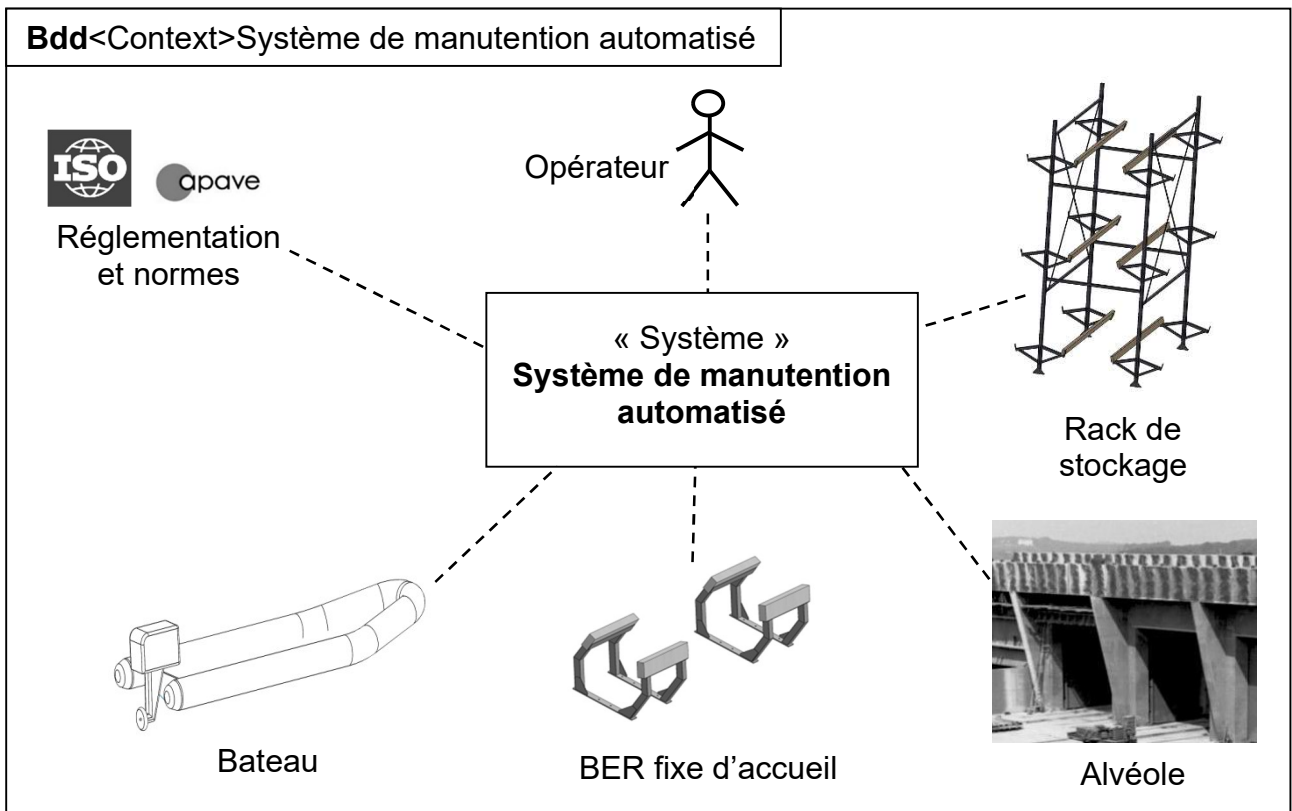 Bdd<Context>Système de manutention automatisé
ISO
apave
Réglementation
et normes
Opérateur
« Système »
Système de manutention
automatisé
Rack de
stockage
Bateau
BER fixe d’accueil
Alvéole